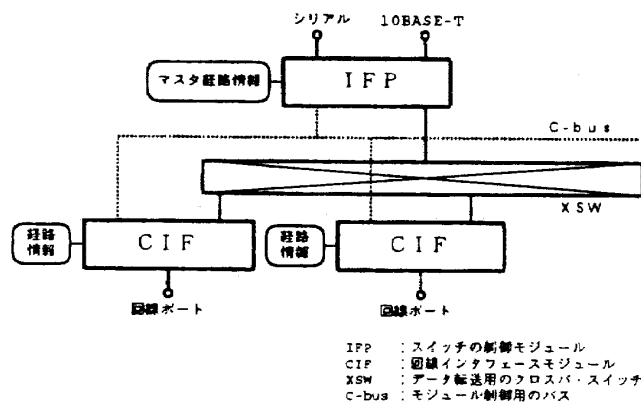 シリアル 10BASE-T
マスタ経路情報
IFP
C-bus
XSW
経路
情報
CIF
経路
情報
CIF
回線ポート
回線ポート
IFP :スイッチの制御モジュール
CIF :回線インタフェースモジュール
XSW :データ転送用のクロスバ・スイッチ
C-bus :モジュール制御用のバス